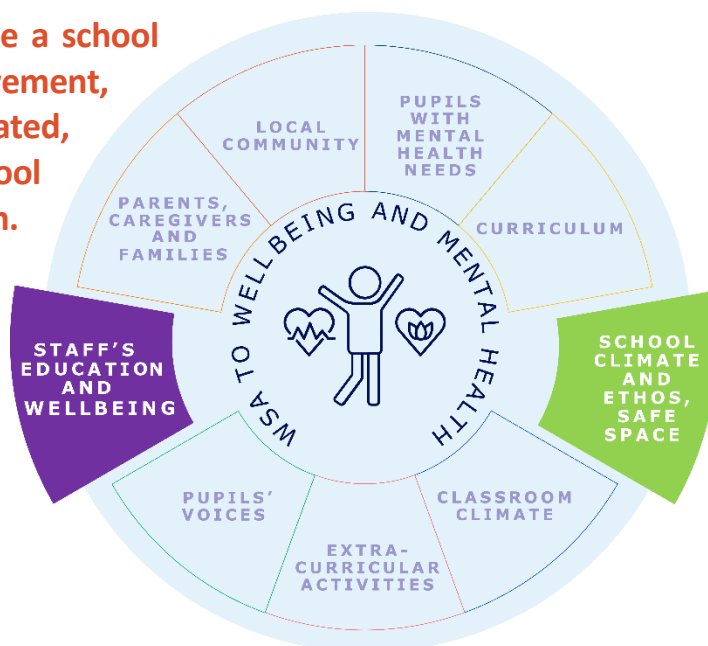 e a school
ement,
ated,
ool
n.
LOCAL
COMMUNITY
PUPILS
WITH
MENTAL
HEALTH
NEEDS
PARENTS,
CAREGIVERS
AND
FAMILIES
CURRICULUM
WSA TO WELLBEING AND MENTAL HEALTH
STAFF'S
EDUCATION
AND
WELLBEING
SCHOOL
CLIMATE
AND
ETHOS,
SAFE
SPACE
PUPILS'
VOICES
CLASSROOM
CLIMATE
EXTRA-
CURRICULAR
ACTIVITIES